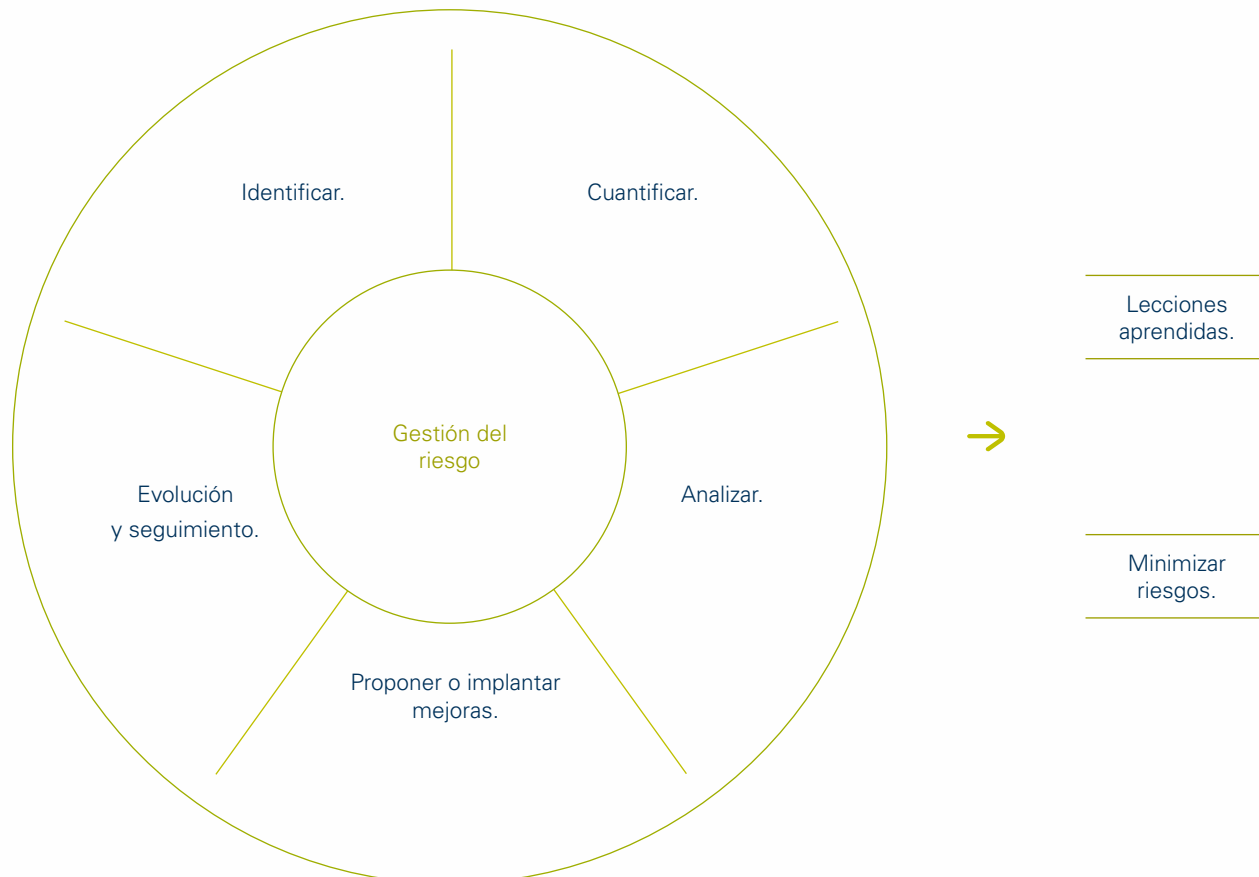 Identificar.
Cuantificar.
Lecciones
aprendidas.
Gestión del
riesgo
Evolución
y seguimiento.
Analizar.
Minimizar
riesgos.
Proponer o implantar
mejoras.